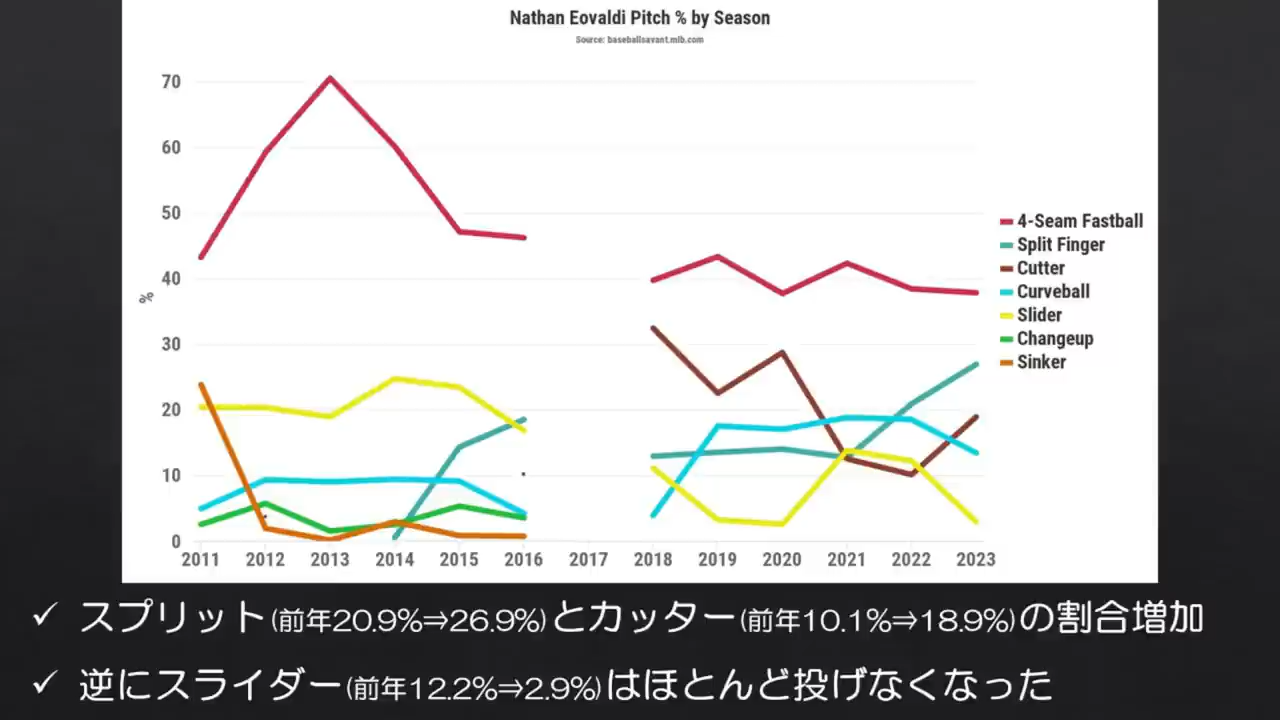 Nathan Eovaldi Pitch % by Season
Source: baseballsavant.mlb.com
70
60
50
40
30
20
10
0
%
2011 2012 2013 2014 2015 2016 2017 2018 2019 2020 2021 2022 2023
4-Seam Fastball
Split Finger
Cutter
Curveball
Slider
Changeup
Sinker
✓ スプリット(前年20.9%⇒26.9%)とカッター(前年10.1%⇒18.9%)の割合増加
✓ 逆にスライダー(前年12.2%⇒2.9%)はほとんど投げなくなった